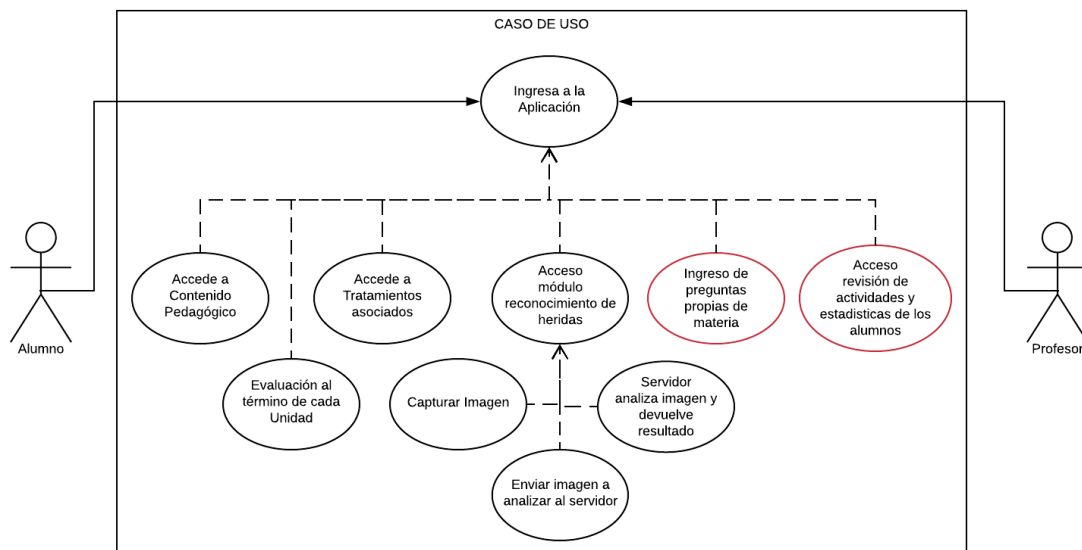 CASO DE USO
Ingresa a la
Aplicación
Accede a
Contenido
Pedagógico
Accede a
Tratamientos
asociados
Acceso
módulo
reconocimiento de
heridas
Ingreso de
preguntas
propias de
materia
Acceso
revisión de
actividades y
estadisticas de los
alumnos
Alumno
Profesor
Evaluación al
término de cada
Unidad
Capturar Imagen
Servidor
analiza imagen y
devuelve
resultado
Enviar imagen a
analizar al servidor